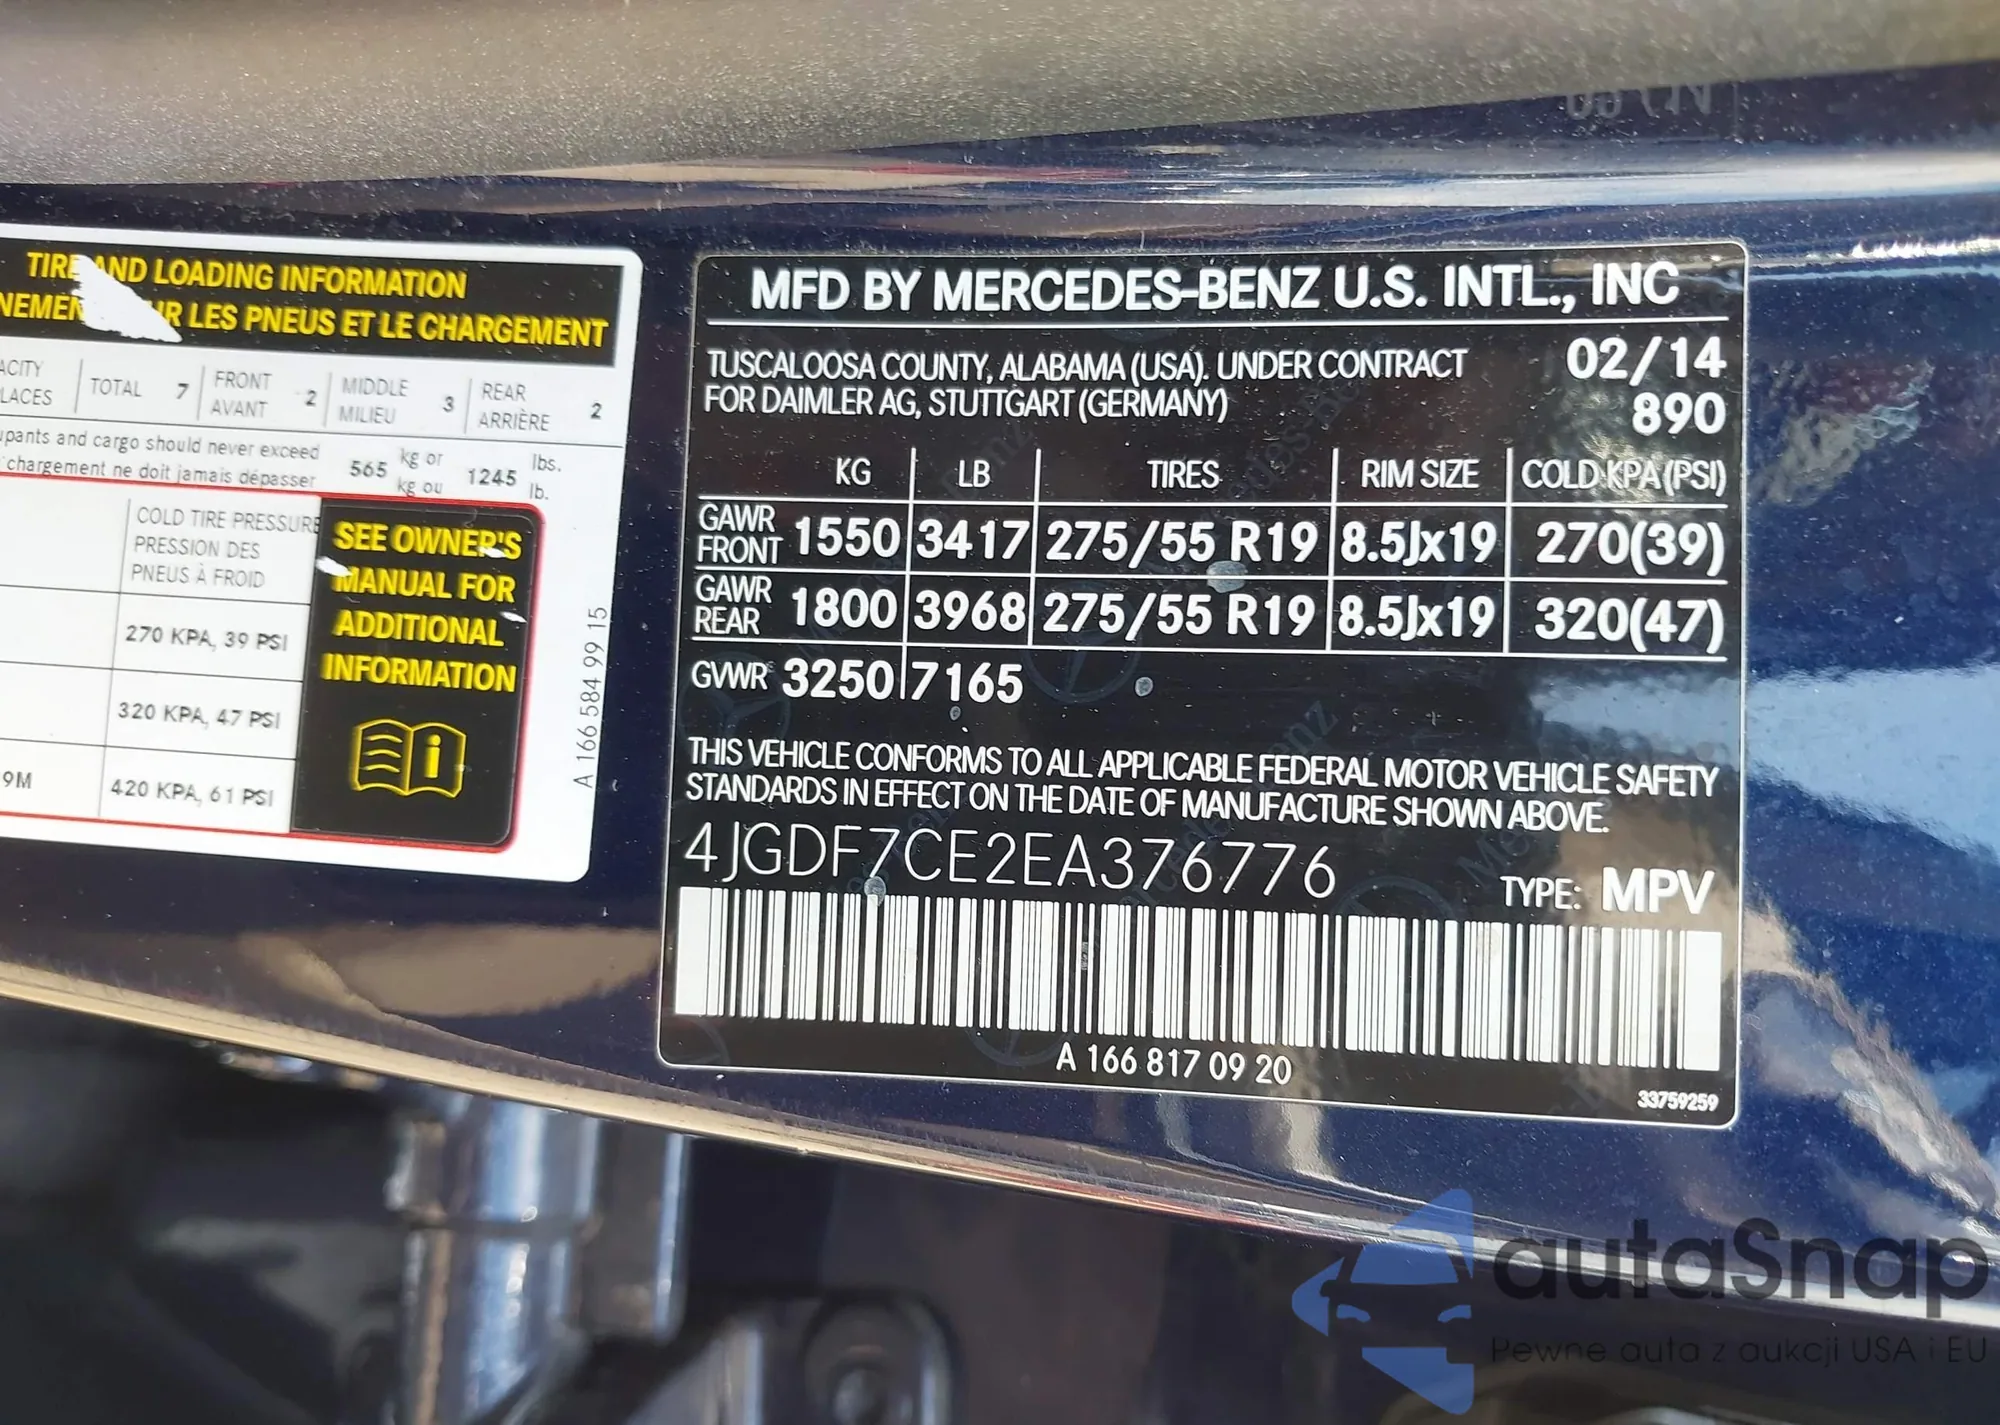 TIRE AND LOADING INFORMATION
R LES PNEUS ET LE CHARGEMENT
TOTAL 7 FRONT AVANT 2 MIDDLE MILIEU 3 REAR ARRIÈRE 2
and cargo should never exceed
chargement ne doit jamais dépasser
565 kg or kg ou 1245 lbs. lb.
COLD TIRE PRESSURE
PRESSION DES
PNEUS À FROID
270 KPA, 39 PSI
320 KPA, 47 PSI
9M
420 KPA, 61 PSI
SEE OWNER'S
MANUAL FOR
ADDITIONAL
INFORMATION
A 166 584 99 15
MFD BY MERCEDES-BENZ U.S. INTL., INC
TUSCALOOSA COUNTY, ALABAMA (USA). UNDER CONTRACT
FOR DAIMLER AG, STUTTGART (GERMANY)
02/14
890
KG LB TIRES RIM SIZE COLD KPA (PSI)
GAWR FRONT 1550 3417 275/55 R19 8.5Jx19 270(39)
GAWR REAR 1800 3968 275/55 R19 8.5Jx19 320(47)
GVWR 3250 7165
THIS VEHICLE CONFORMS TO ALL APPLICABLE FEDERAL MOTOR VEHICLE SAFETY
STANDARDS IN EFFECT ON THE DATE OF MANUFACTURE SHOWN ABOVE.
4JGDF7CE2EA376776
TYPE: MPV
A 166 817 09 20
33759259
autaSnap
Pewne auta z aukcji USA i EU